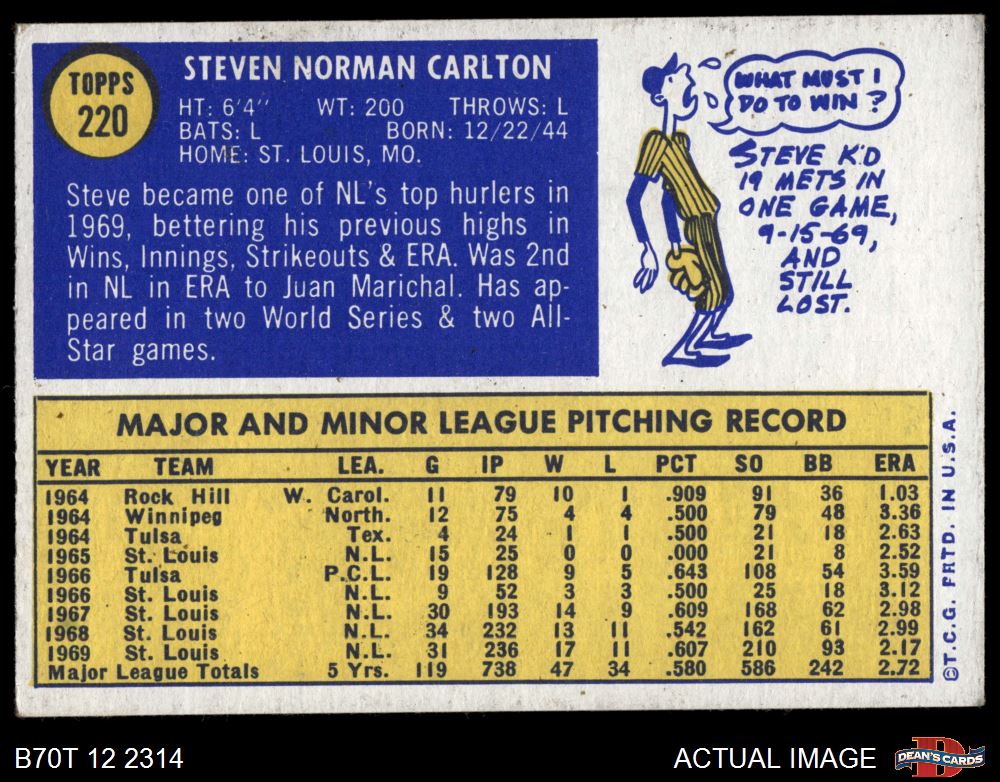 TOPPS
220
STEVEN NORMAN CARLTON
HT: 6'4" WT: 200 THROWS: L
BATS: L BORN: 12/22/44
HOME: ST. LOUIS, MO.
Steve became one of NL's top hurlers in
1969, bettering his previous highs in
Wins, Innings, Strikeouts & ERA. Was 2nd
in NL in ERA to Juan Marichal. Has ap-
peared in two World Series & two All-
Star games.
WHAT MUST I
DO TO WIN?
STEVE K'D
19 METS IN
ONE GAME,
9-15-69,
AND
STILL
LOST.
MAJOR AND MINOR LEAGUE PITCHING RECORD
YEAR TEAM LEA. G IP W L PCT SO BB ERA
1964 Rock Hill W. Carol. 11 79 10 1 .909 91 36 1.03
1964 Winnipeg North. 12 75 4 4 .500 79 48 3.36
1964 Tulsa Tex. 4 24 1 1 .500 21 18 2.63
1965 St. Louis N.L. 15 25 0 0 .000 21 8 2.52
1966 Tulsa P.C.L. 19 128 9 5 .643 108 54 3.59
1966 St. Louis N.L. 9 52 3 3 .500 25 18 3.12
1967 St. Louis N.L. 30 193 14 9 .609 168 62 2.98
1968 St. Louis N.L. 34 232 13 11 .542 162 61 2.99
1969 St. Louis N.L. 31 236 17 11 .607 210 93 2.17
Major League Totals 5 Yrs. 119 738 47 34 .580 586 242 2.72
©T.C.G. PRTD. IN U.S.A.
B70T 12 2314
ACTUAL IMAGE
D
DEAN'S CARDS